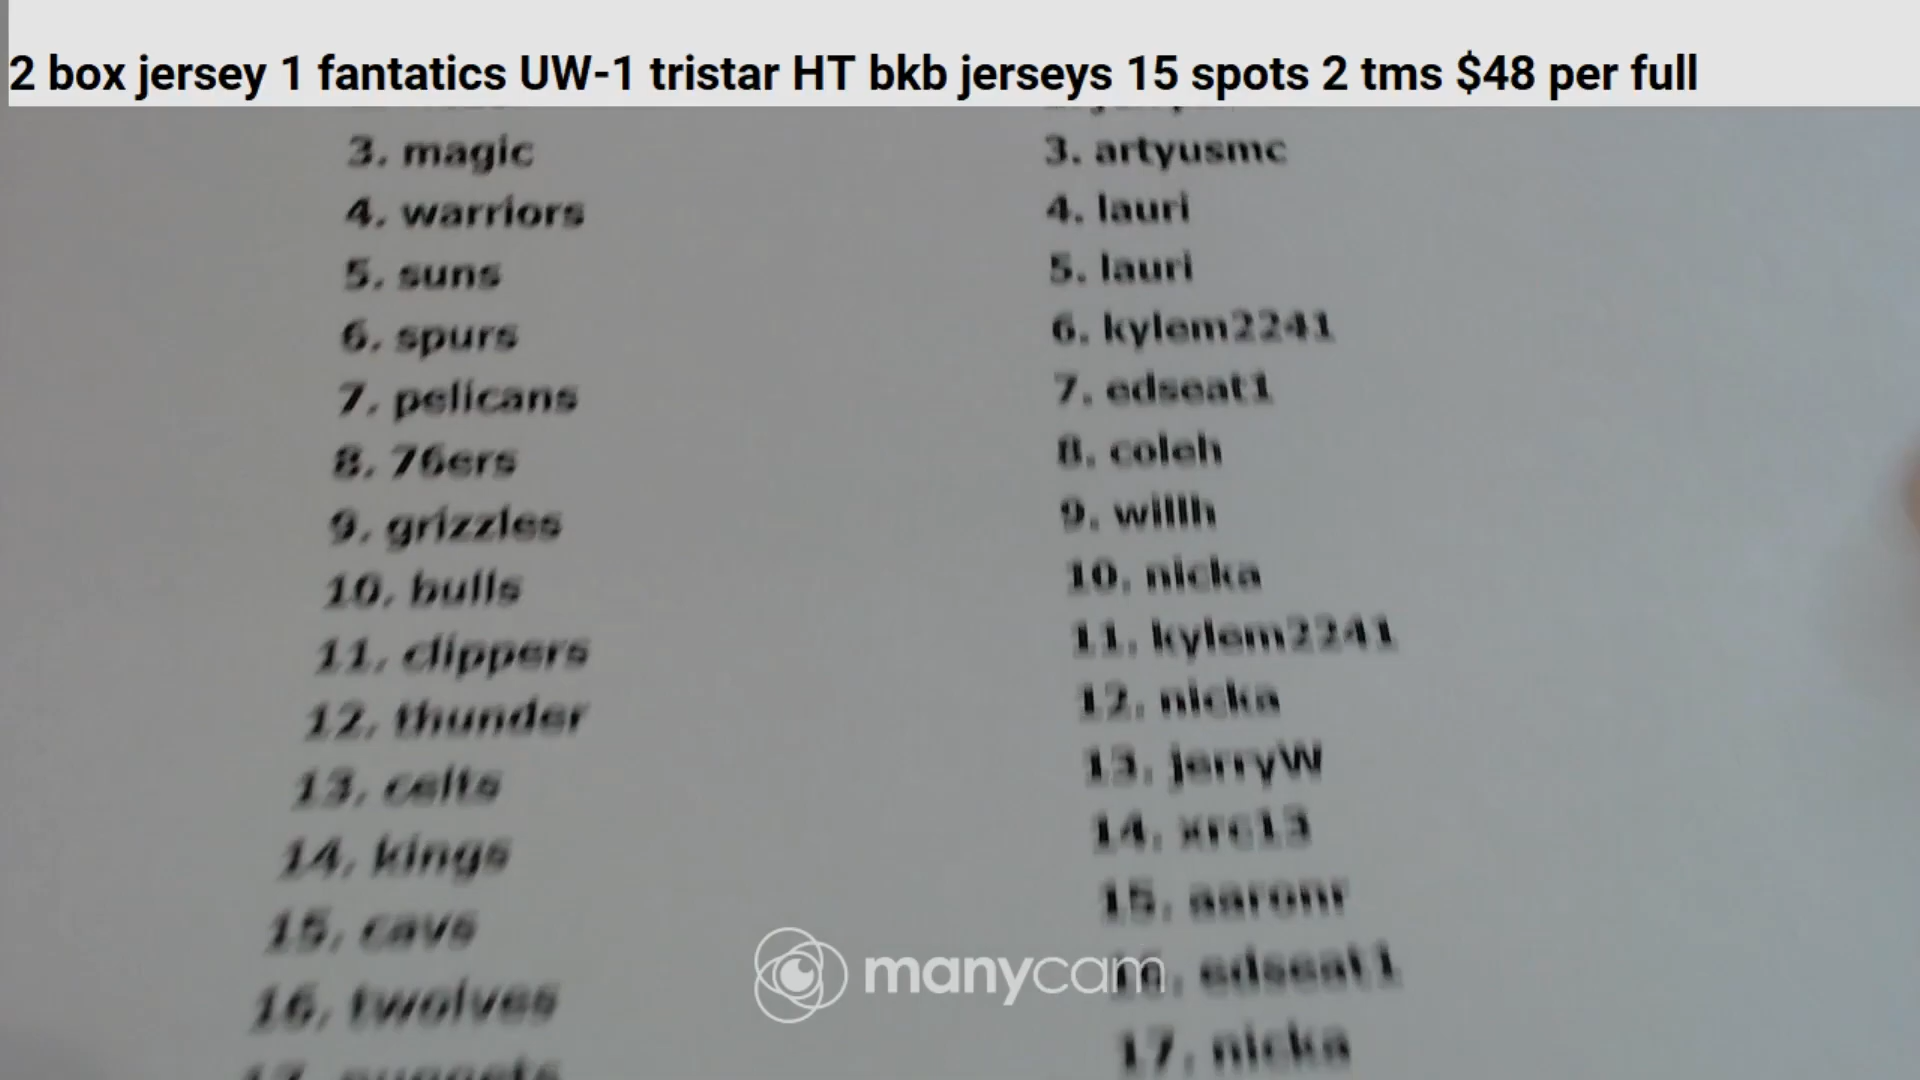 2 box jersey 1 fantatics UW-1 tristar HT bkb jerseys 15 spots 2 tms $48 per full
3. magic
4. warriors
5. suns
6. spurs
7. pelicans
8. 76ers
9. grizzles
10. bulls
11. clippers
12. thunder
13. celts
14. kings
15. cavs
16. twolves
17. nuggets
3. artyusmc
4. lauri
5. lauri
6. kylem2241
7. edseat1
8. coleh
9. willh
10. nicka
11. kylem2241
12. nicka
13. jerryW
14. xrc13
15. aaronr
16. edseat1
17. nicka
manycam